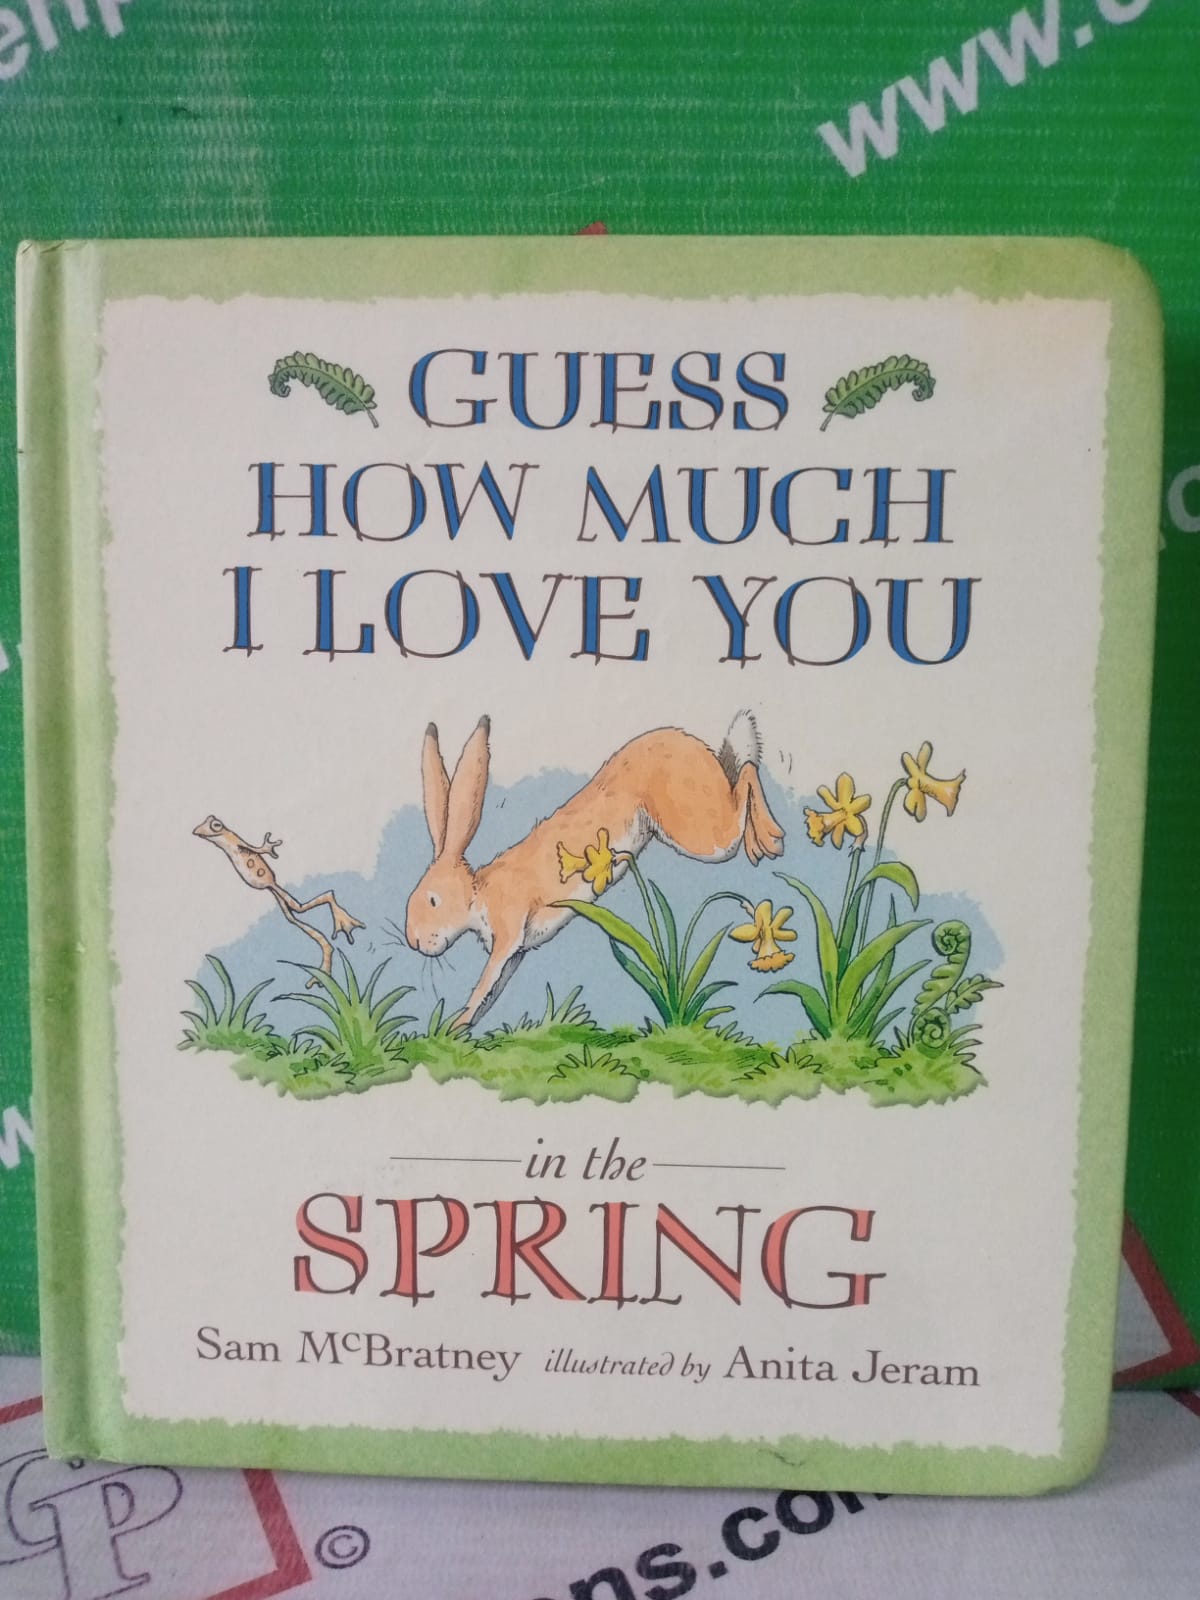 www.
GUESS
HOW MUCH
I LOVE YOU
in the
SPRING
Sam McBratney illustrated by Anita Jeram
©